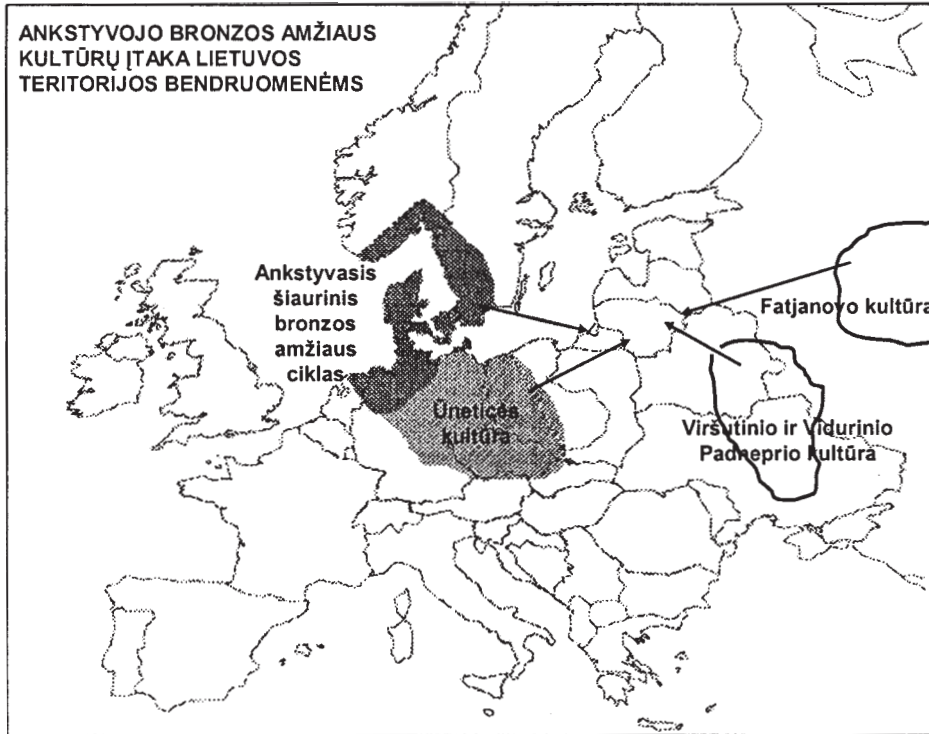 ANKSTYVOJO BRONZOS AMŽIAUS
KULTŪRŲ ĮTAKA LIETUVOS
TERITORIJOS BENDRUOMENĖMS
Ankstyvasis
šiaurinis
bronzos
amžiaus
ciklas
Fatjanovo kultūra
Ūneticės
kultūra
Viršutinio ir Vidurinio
Padneprio kultūra